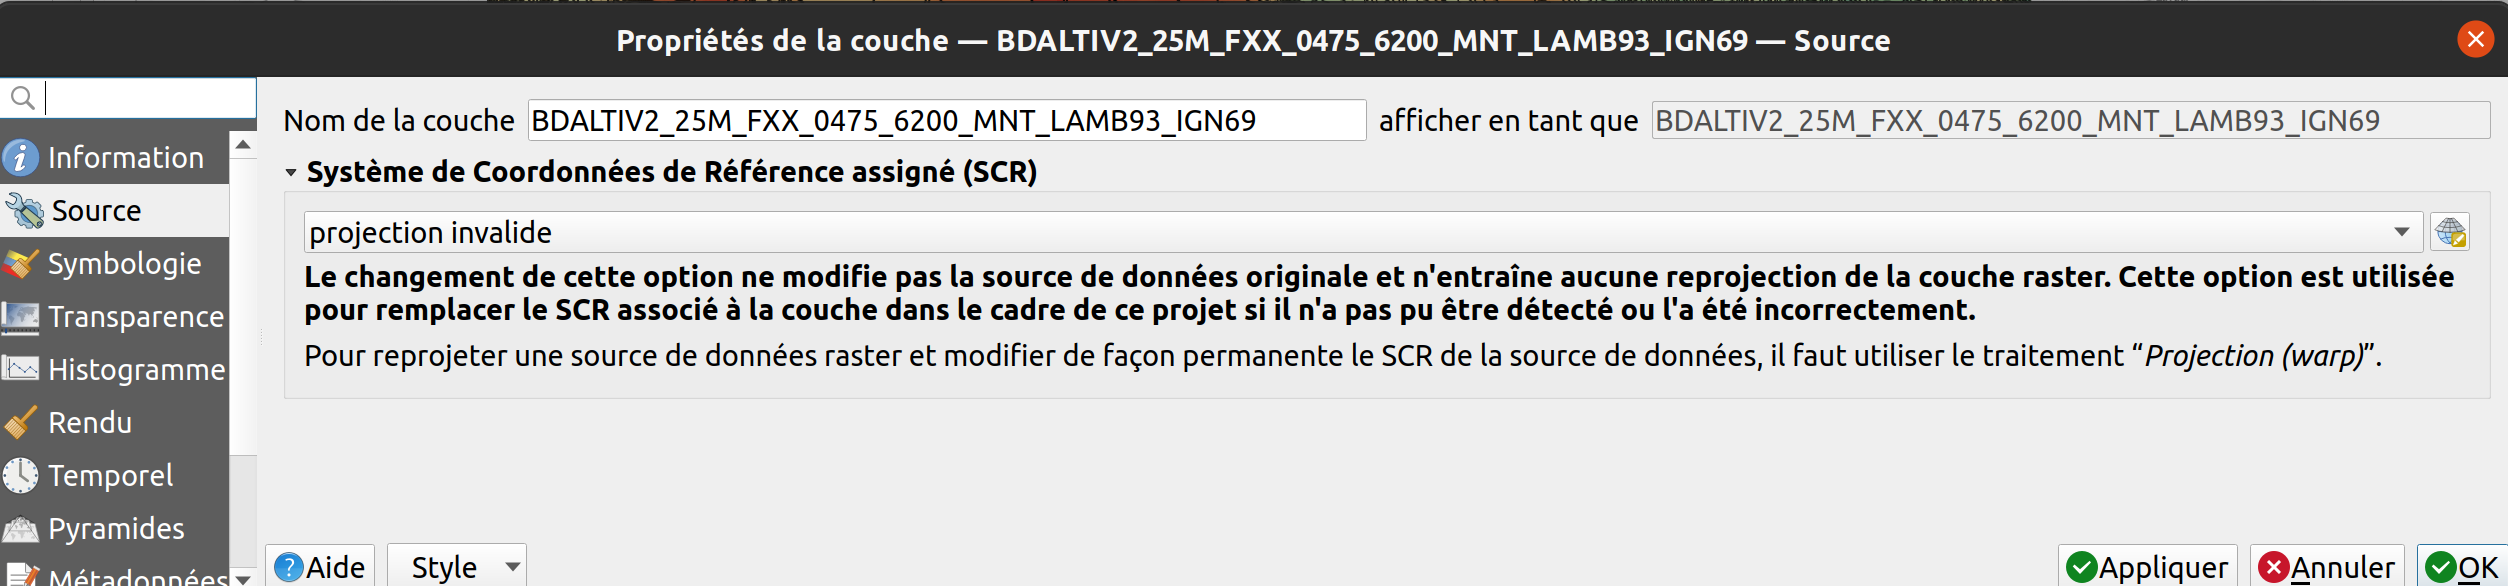 Propriétés de la couche — BDALTIV2_25M_FXX_0475_6200_MNT_LAMB93_IGN69 — Source
Nom de la couche BDALTIV2_25M_FXX_0475_6200_MNT_LAMB93_IGN69 afficher en tant que BDALTIV2_25M_FXX_0475_6200_MNT_LAMB93_IGN69
Information
Source
Symbologie
Transparence
Histogramme
Rendu
Temporel
Pyramides
Métadonnées
Système de Coordonnées de Référence assigné (SCR)
projection invalide
Le changement de cette option ne modifie pas la source de données originale et n'entraîne aucune reprojection de la couche raster. Cette option est utilisée
pour remplacer le SCR associé à la couche dans le cadre de ce projet si il n'a pas pu être détecté ou l'a été incorrectement.
Pour reprojeter une source de données raster et modifier de façon permanente le SCR de la source de données, il faut utiliser le traitement “Projection (warp)”.
Aide Style Appliquer Annuler OK